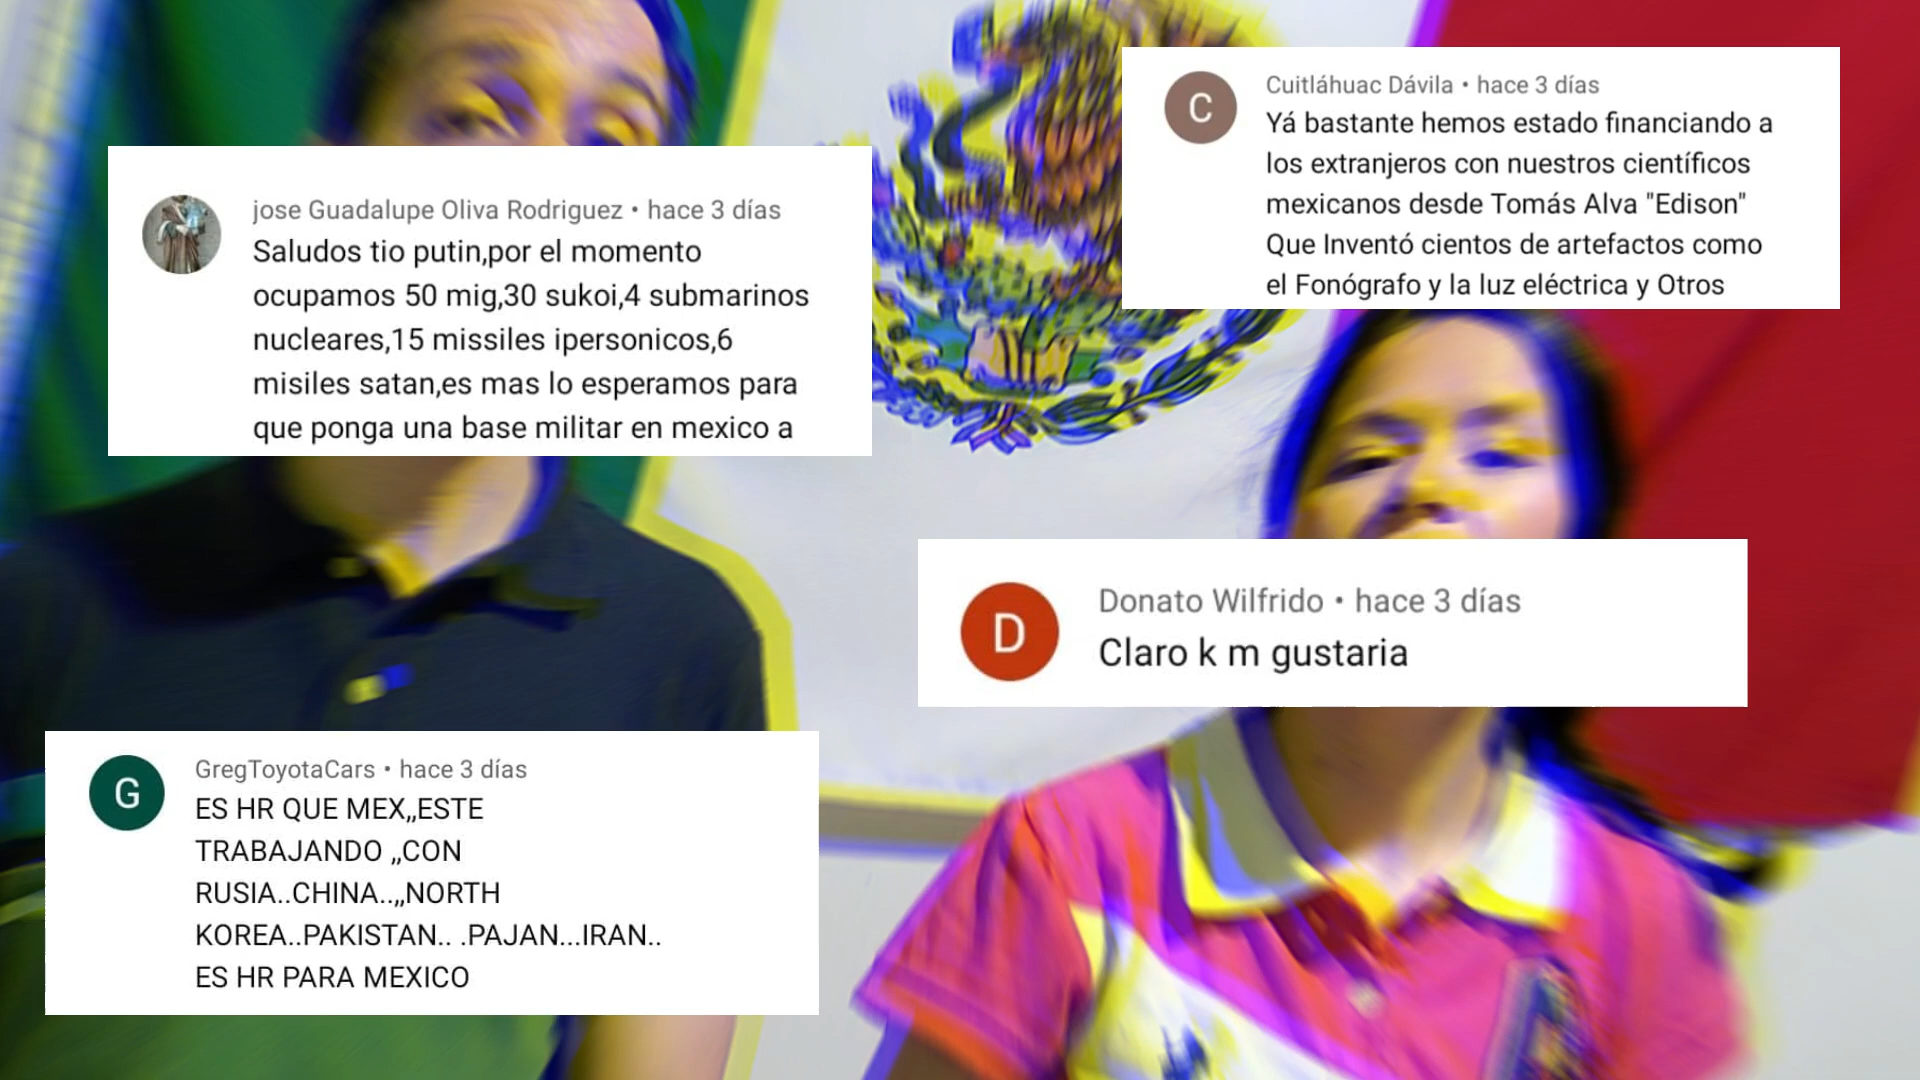 jose Guadalupe Oliva Rodriguez • hace 3 días
Saludos tio putin,por el momento
ocupamos 50 mig,30 sukoi,4 submarinos
nucleares,15 missiles ipersonicos,6
misiles satan,es mas lo esperamos para
que ponga una base militar en mexico a
C
Cuitláhuac Dávila • hace 3 días
Yá bastante hemos estado financiando a
los extranjeros con nuestros científicos
mexicanos desde Tomás Alva "Edison"
Que Inventó cientos de artefactos como
el Fonógrafo y la luz eléctrica y Otros
D
Donato Wilfrido • hace 3 días
Claro k m gustaria
G
GregToyotaCars • hace 3 días
ES HR QUE MEX,,ESTE
TRABAJANDO ,,CON
RUSIA..CHINA..,,NORTH
KOREA..PAKISTAN.. .PAJAN...IRAN..
ES HR PARA MEXICO